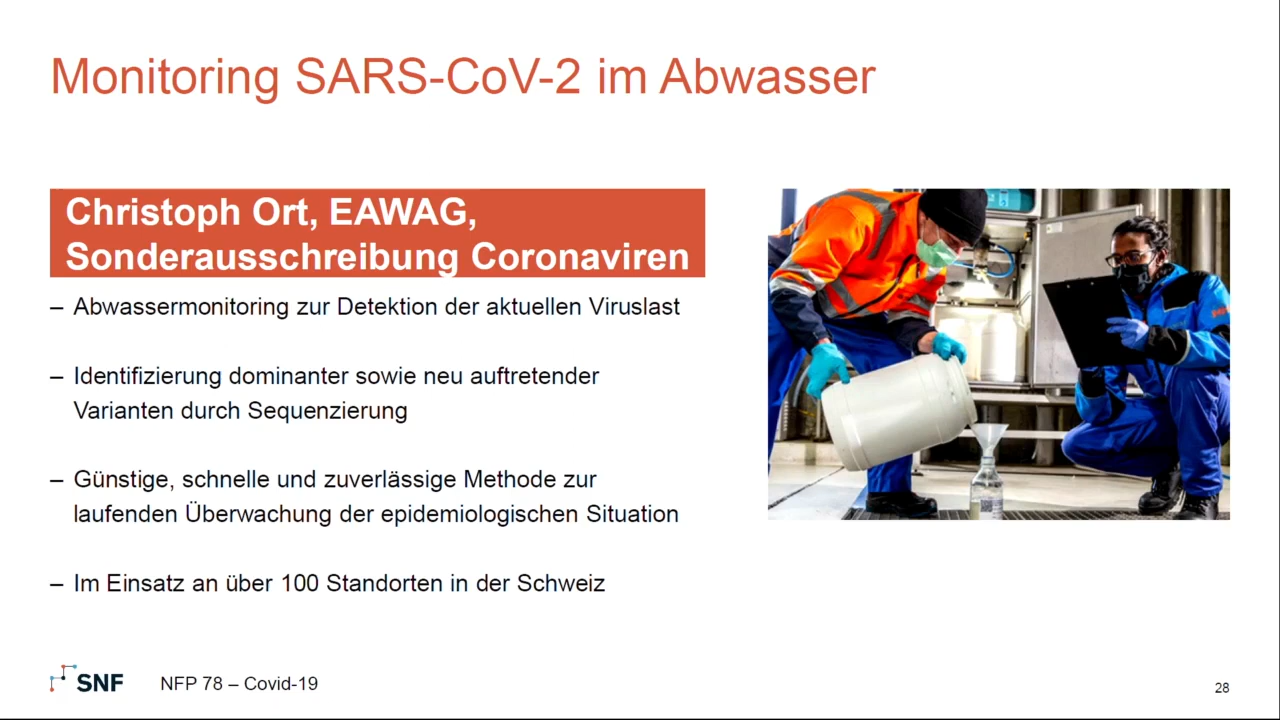 Monitoring SARS-CoV-2 im Abwasser
Christoph Ort, EAWAG,
Sonderausschreibung Coronaviren
– Abwassermonitoring zur Detektion der aktuellen Viruslast
– Identifizierung dominanter sowie neu auftretender
Varianten durch Sequenzierung
– Günstige, schnelle und zuverlässige Methode zur
laufenden Überwachung der epidemiologischen Situation
– Im Einsatz an über 100 Standorten in der Schweiz
SNF
NFP 78 – Covid-19
28